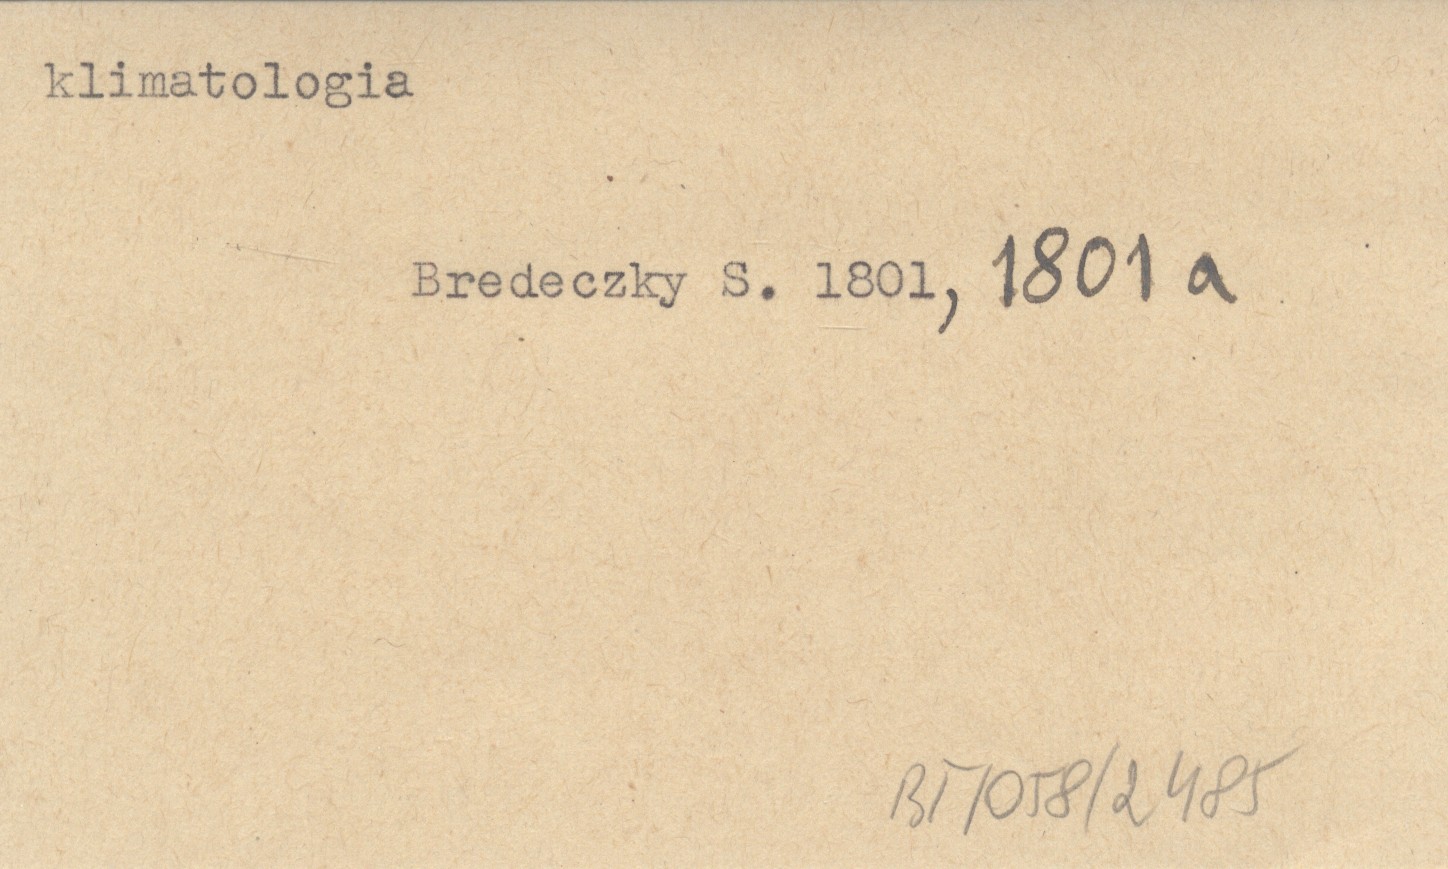 klimatologia
Bredeczky S. 1801, 1801 a
BT/058/2485